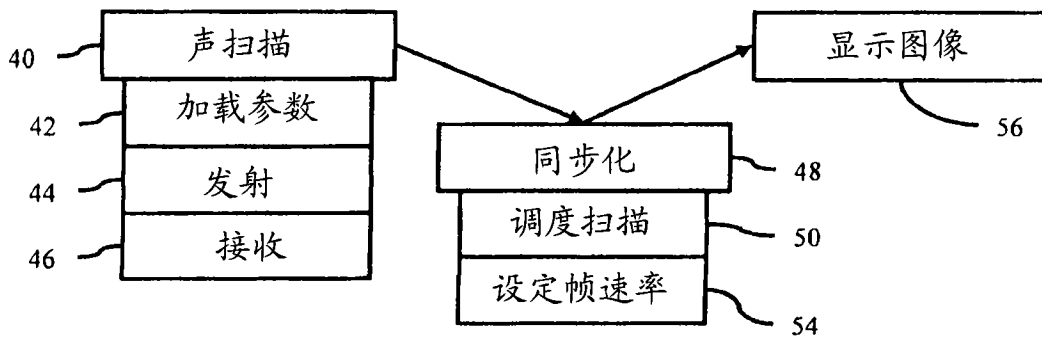 40
声扫描
42
加载参数
44
发射
46
接收
同步化
48
调度扫描
50
设定帧速率
54
显示图像
56